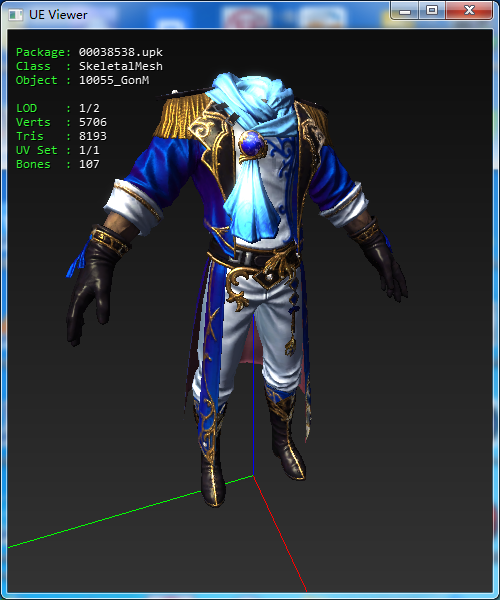 UE Viewer
Package: 00038538.upk
Class : SkeletalMesh
Object : 10055_GonM
LOD : 1/2
Verts : 5706
Tris : 8193
UV Set : 1/1
Bones : 107